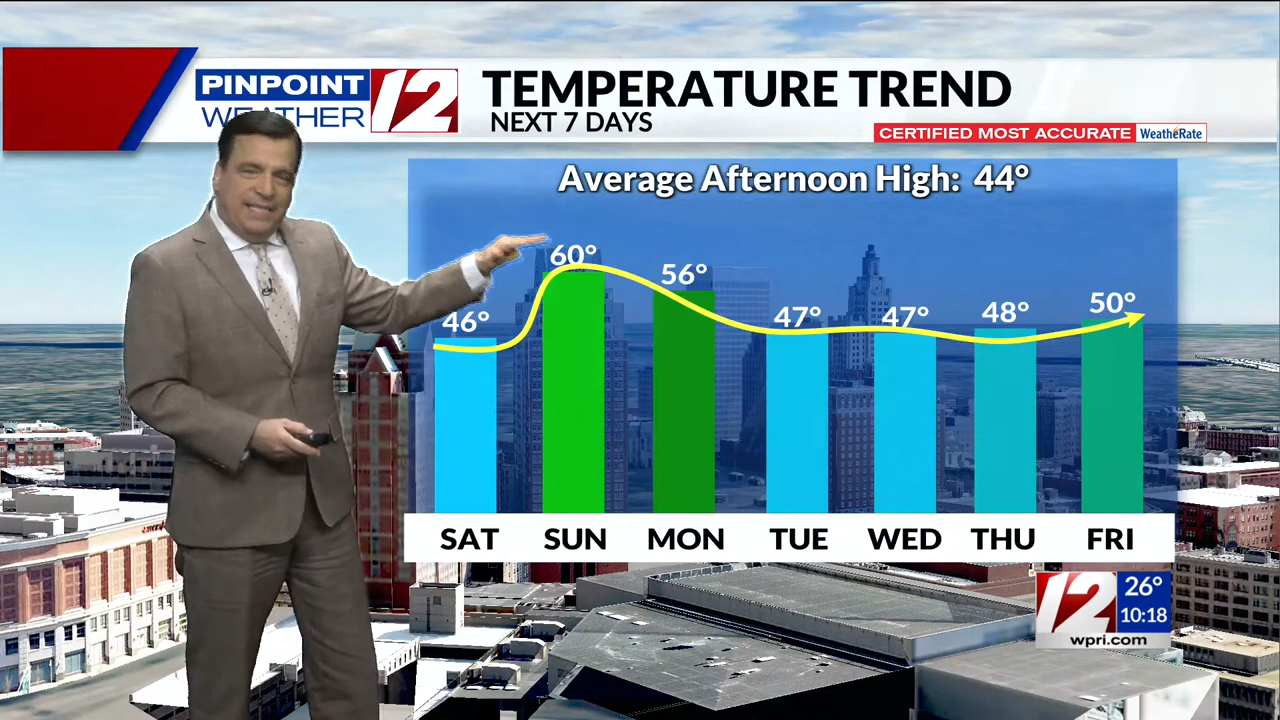 PINPOINT
WEATHER
12
TEMPERATURE TREND
NEXT 7 DAYS
CERTIFIED MOST ACCURATE
WeatheRate
Average Afternoon High: 44°
46°
60°
56°
47°
47°
48°
50°
SAT
SUN
MON
TUE
WED
THU
FRI
12
26°
10:18
wpri.com